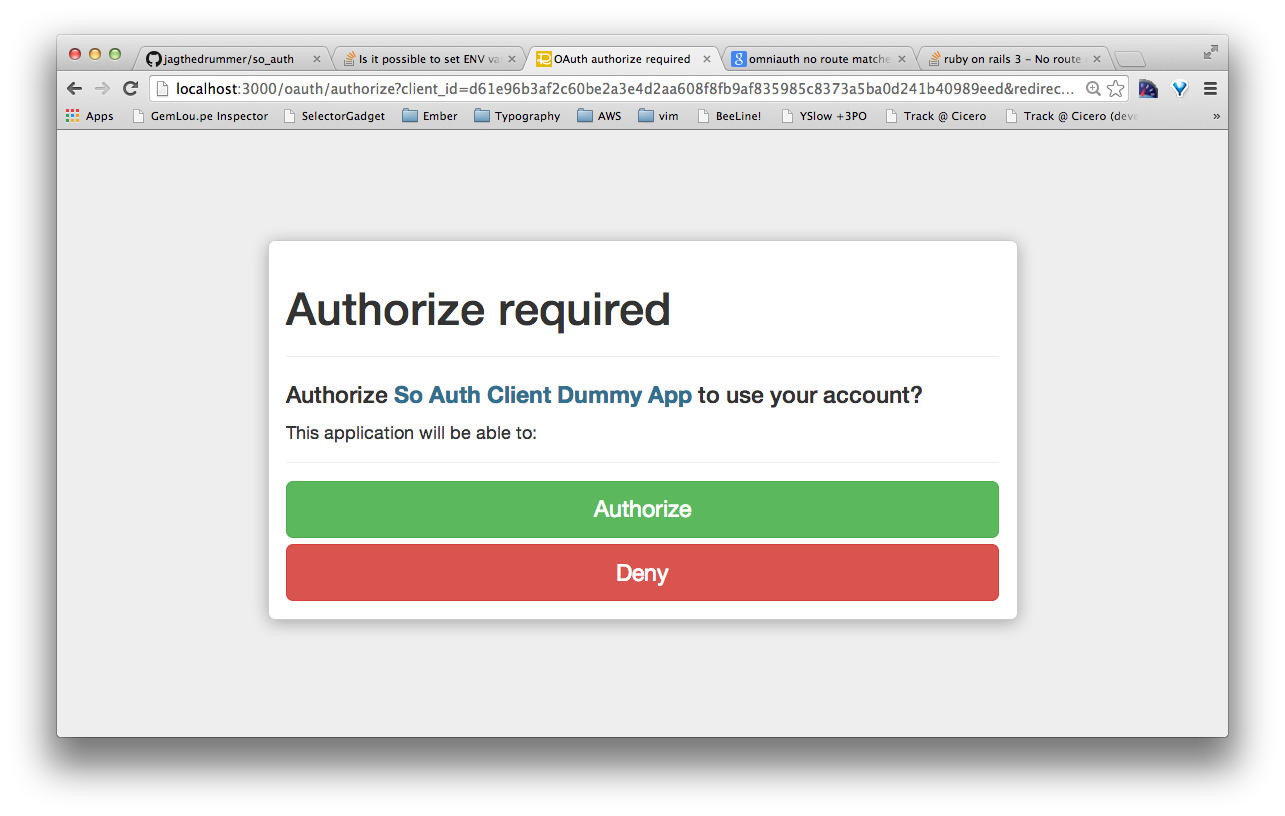 jagthedrummer/so_auth
Is it possible to set ENV va
OAuth authorize required
omniauth no route matche
ruby on rails 3 - No route
localhost:3000/oauth/authorize?client_id=d61e96b3af2c60be2a3e4d2aa608f8fb9af835985c8373a5ba0d241b40989eed&redirec...
Apps
GemLou.pe Inspector
SelectorGadget
Ember
Typography
AWS
vim
BeeLine!
YSlow +3PO
Track @ Cicero
Track @ Cicero (deve
»
Authorize required
Authorize So Auth Client Dummy App to use your account?
This application will be able to:
Authorize
Deny